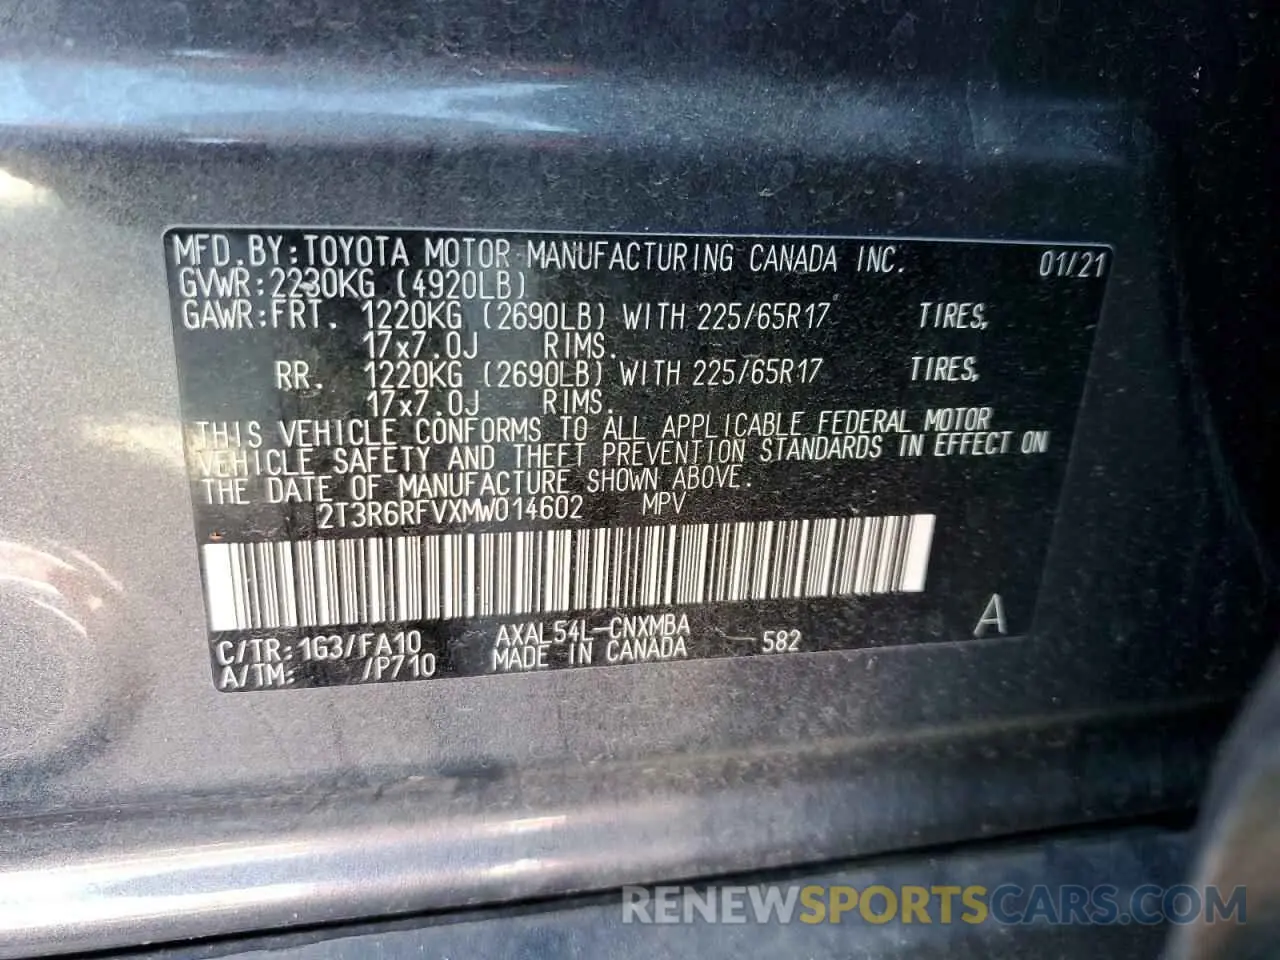 MFD.BY:TOYOTA MOTOR MANUFACTURING CANADA INC. 01/21
GVWR:2230KG (4920LB)
GAWR:FRT. 1220KG (2690LB) WITH 225/65R17 TIRES,
17x7.0J RIMS.
RR. 1220KG (2690LB) WITH 225/65R17 TIRES,
17x7.0J RIMS.
THIS VEHICLE CONFORMS TO ALL APPLICABLE FEDERAL MOTOR
VEHICLE SAFETY AND THEFT PREVENTION STANDARDS IN EFFECT ON
THE DATE OF MANUFACTURE SHOWN ABOVE.
2T3R6RFVXMW014602 MPV
C/TR:1G3/FA10 AXAL54L-CNXMBA 582 A
A/TM: /P710 MADE IN CANADA
RENEWSPORTSCARS.COM